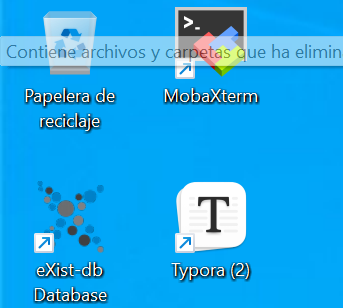 Contiene archivos y carpetas que ha elimin
Papelera de
reciclaje
>_
MobaXterm
eXist-db
Database
T
Typora (2)